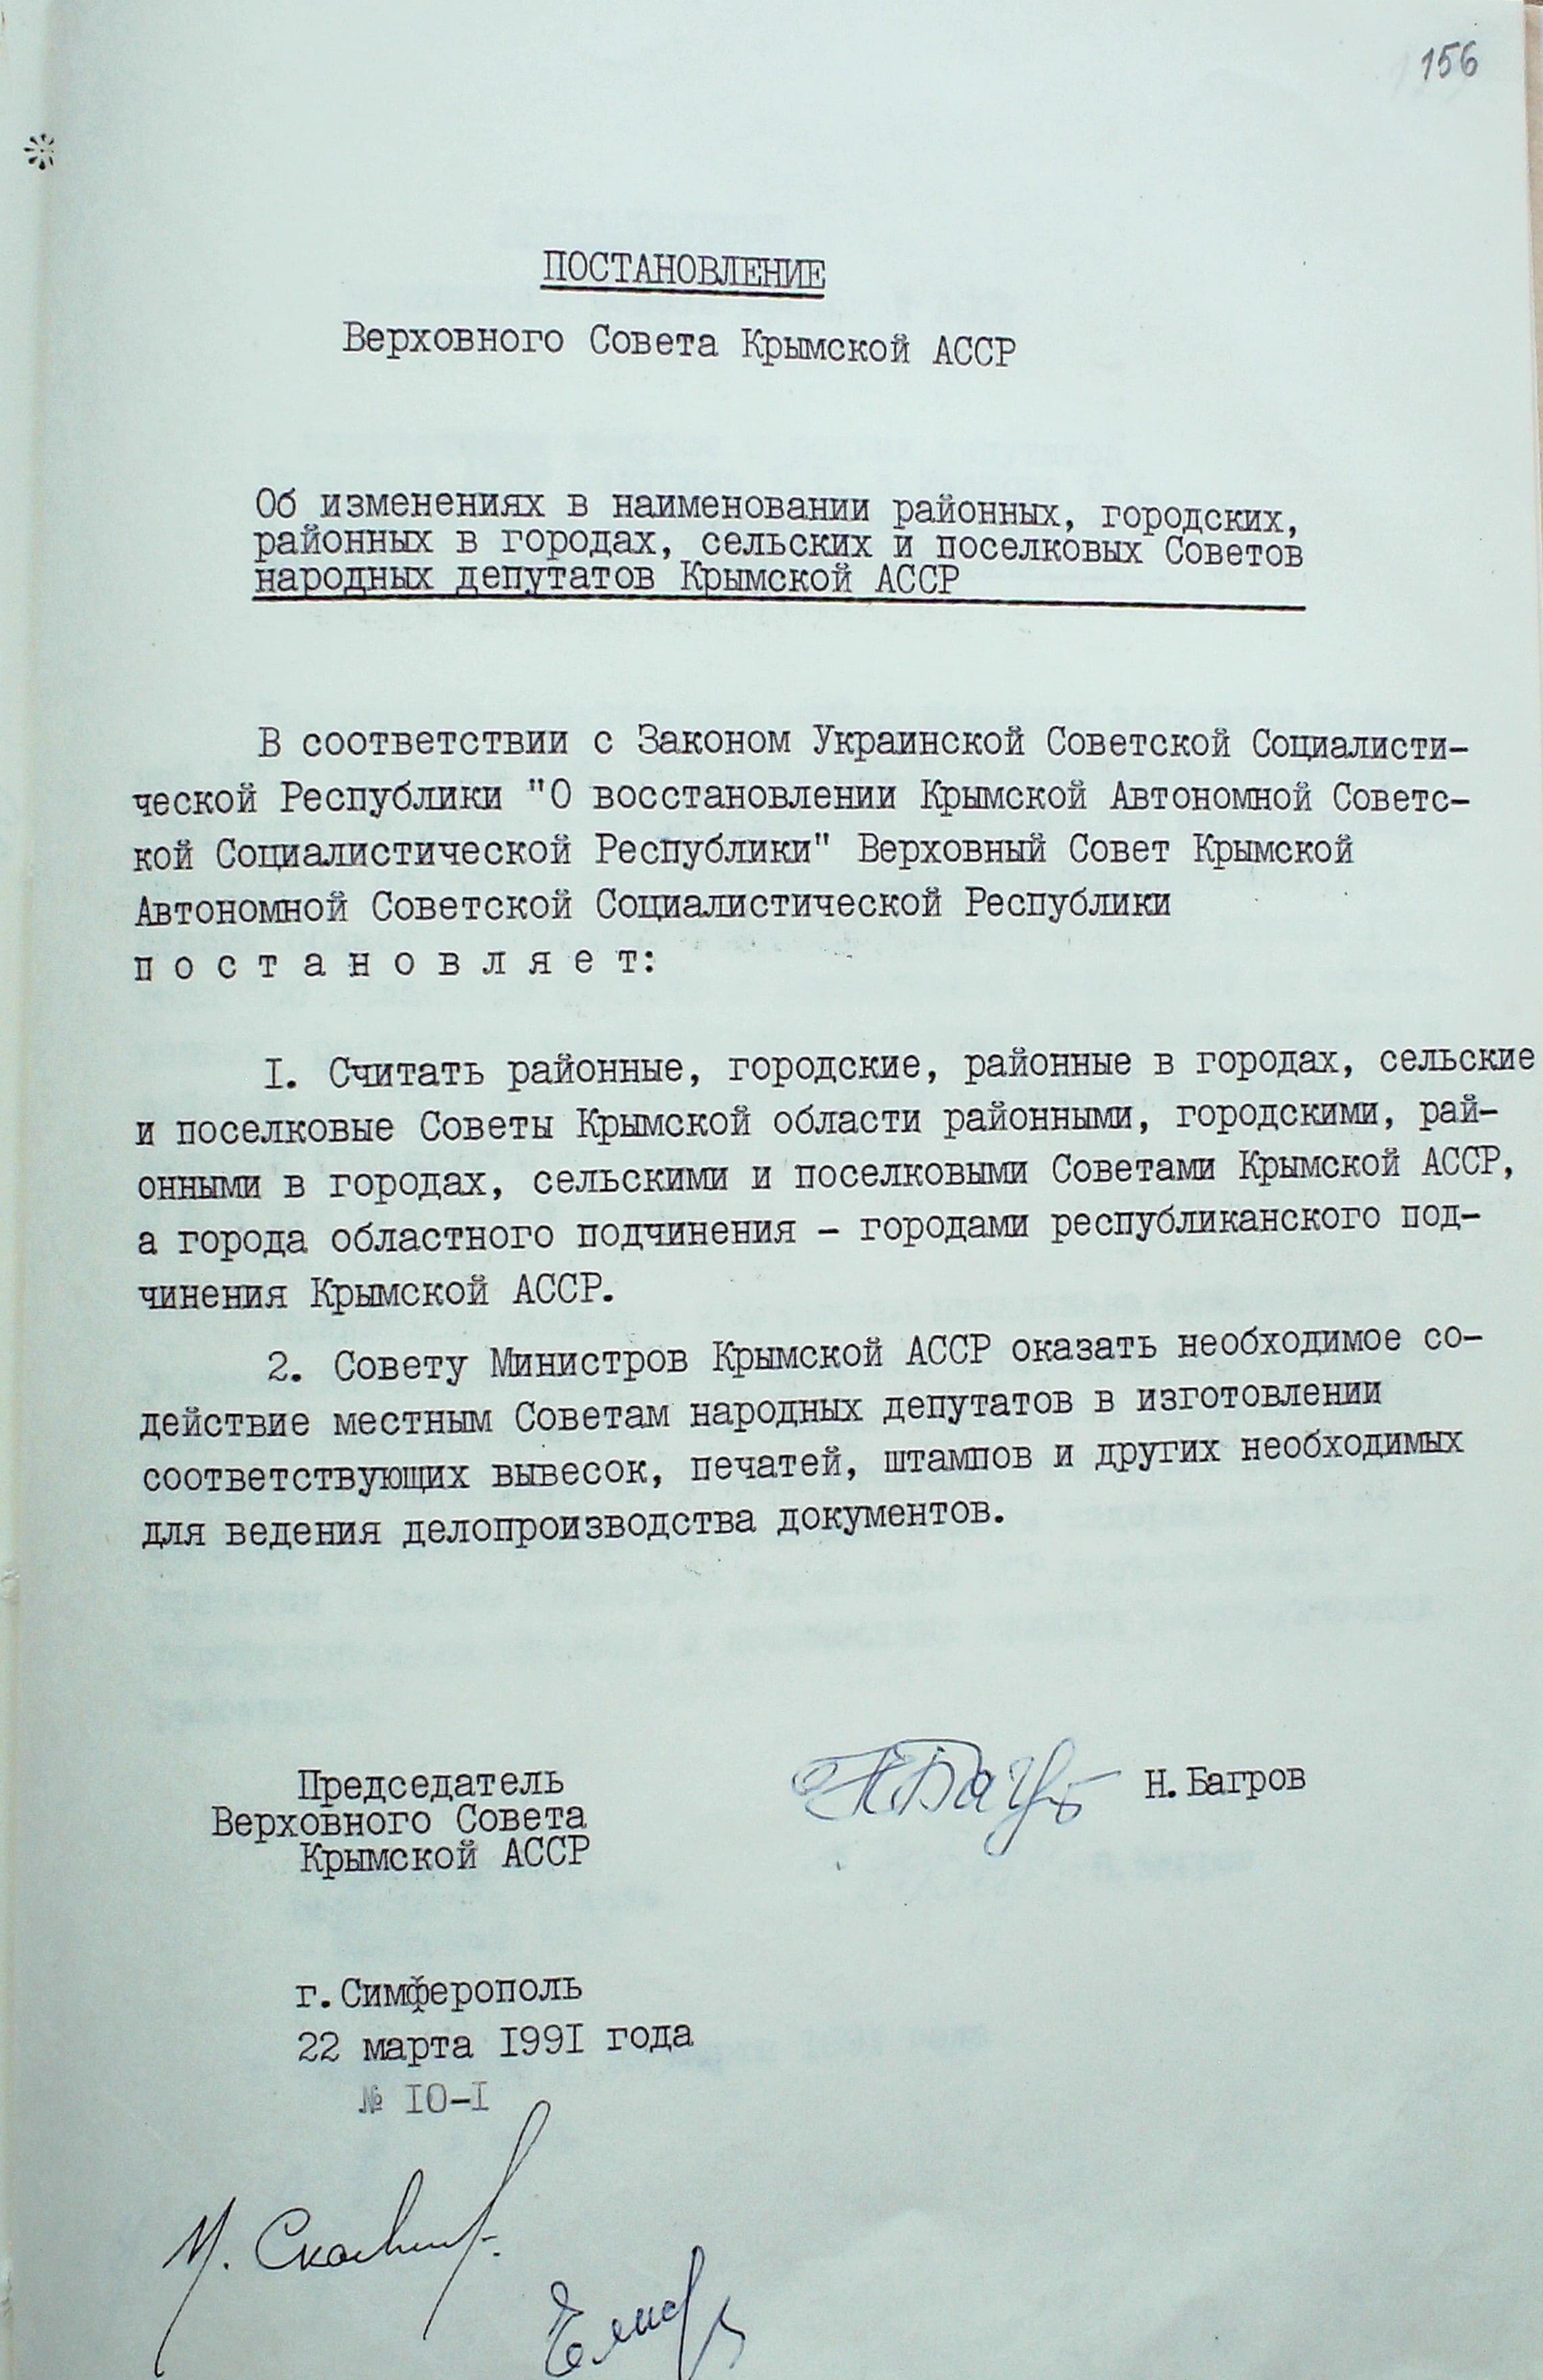 156
ПОСТАНОВЛЕНИЕ
Верховного Совета Крымской АССР
Об изменениях в наименовании районных, городских,
районных в городах, сельских и поселковых Советов
народных депутатов Крымской АССР
В соответствии с Законом Украинской Советской Социалисти-
ческой Республики "О восстановлении Крымской Автономной Советс-
кой Социалистической Республики" Верховный Совет Крымской
Автономной Советской Социалистической Республики
п о с т а н о в л я е т:
I. Считать районные, городские, районные в городах, сельские
и поселковые Советы Крымской области районными, городскими, рай-
онными в городах, сельскими и поселковыми Советами Крымской АССР,
а города областного подчинения – городами республиканского под-
чинения Крымской АССР.
2. Совету Министров Крымской АССР оказать необходимое со-
действие местным Советам народных депутатов в изготовлении
соответствующих вывесок, печатей, штампов и других необходимых
для ведения делопроизводства документов.
Председатель
Верховного Совета
Крымской АССР
Н.Багров
г.Симферополь
22 марта I99I года
№ IO-I